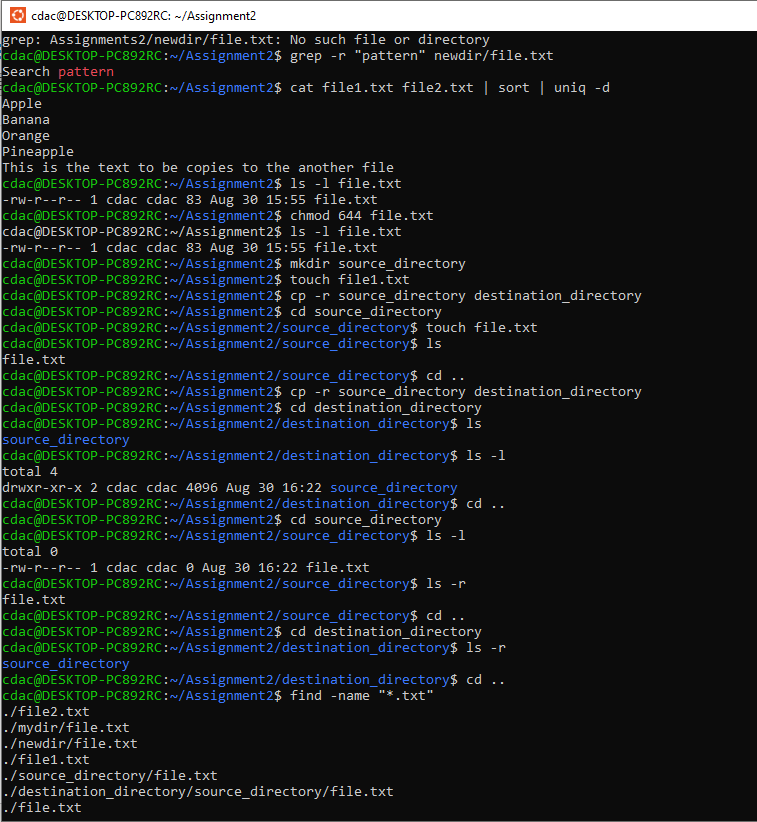 cdac@DESKTOP-PC892RC: ~/Assignment2
grep: Assignments2/newdir/file.txt: No such file or directory
cdac@DESKTOP-PC892RC:~/Assignment2$ grep -r "pattern" newdir/file.txt
Search pattern
cdac@DESKTOP-PC892RC:~/Assignment2$ cat file1.txt file2.txt | sort | uniq -d
Apple
Banana
Orange
Pineapple
This is the text to be copies to the another file
cdac@DESKTOP-PC892RC:~/Assignment2$ ls -l file.txt
-rw-r--r-- 1 cdac cdac 83 Aug 30 15:55 file.txt
cdac@DESKTOP-PC892RC:~/Assignment2$ chmod 644 file.txt
cdac@DESKTOP-PC892RC:~/Assignment2$ ls -l file.txt
-rw-r--r-- 1 cdac cdac 83 Aug 30 15:55 file.txt
cdac@DESKTOP-PC892RC:~/Assignment2$ mkdir source_directory
cdac@DESKTOP-PC892RC:~/Assignment2$ touch file1.txt
cdac@DESKTOP-PC892RC:~/Assignment2$ cp -r source_directory destination_directory
cdac@DESKTOP-PC892RC:~/Assignment2$ cd source_directory
cdac@DESKTOP-PC892RC:~/Assignment2/source_directory$ touch file.txt
cdac@DESKTOP-PC892RC:~/Assignment2/source_directory$ ls
file.txt
cdac@DESKTOP-PC892RC:~/Assignment2/source_directory$ cd ..
cdac@DESKTOP-PC892RC:~/Assignment2$ cp -r source_directory destination_directory
cdac@DESKTOP-PC892RC:~/Assignment2$ cd destination_directory
cdac@DESKTOP-PC892RC:~/Assignment2/destination_directory$ ls
source_directory
cdac@DESKTOP-PC892RC:~/Assignment2/destination_directory$ ls -l
total 4
drwxr-xr-x 2 cdac cdac 4096 Aug 30 16:22 source_directory
cdac@DESKTOP-PC892RC:~/Assignment2/destination_directory$ cd ..
cdac@DESKTOP-PC892RC:~/Assignment2$ cd source_directory
cdac@DESKTOP-PC892RC:~/Assignment2/source_directory$ ls -l
total 0
-rw-r--r-- 1 cdac cdac 0 Aug 30 16:22 file.txt
cdac@DESKTOP-PC892RC:~/Assignment2/source_directory$ ls -r
file.txt
cdac@DESKTOP-PC892RC:~/Assignment2/source_directory$ cd ..
cdac@DESKTOP-PC892RC:~/Assignment2$ cd destination_directory
cdac@DESKTOP-PC892RC:~/Assignment2/destination_directory$ ls -r
source_directory
cdac@DESKTOP-PC892RC:~/Assignment2/destination_directory$ cd ..
cdac@DESKTOP-PC892RC:~/Assignment2$ find -name "*.txt"
./file2.txt
./mydir/file.txt
./newdir/file.txt
./file1.txt
./source_directory/file.txt
./destination_directory/source_directory/file.txt
./file.txt